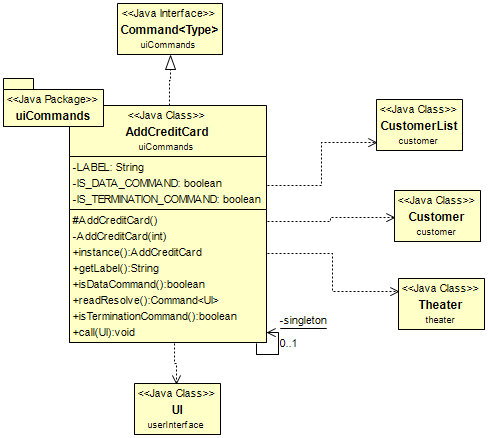 <<Java Interface>>
Command<Type>
uiCommands
<<Java Package>>
uiCommands
<<Java Class>>
AddCreditCard
uiCommands
-LABEL: String
-IS_DATA_COMMAND: boolean
-IS_TERMINATION_COMMAND: boolean
#AddCreditCard()
-AddCreditCard(int)
+instance():AddCreditCard
+getLabel():String
+isDataCommand():boolean
+readResolve():Command<UI>
+isTerminationCommand():boolean
+call(UI):void
<<Java Class>>
CustomerList
customer
<<Java Class>>
Customer
customer
<<Java Class>>
Theater
theater
-singleton
0..1
<<Java Class>>
UI
userInterface